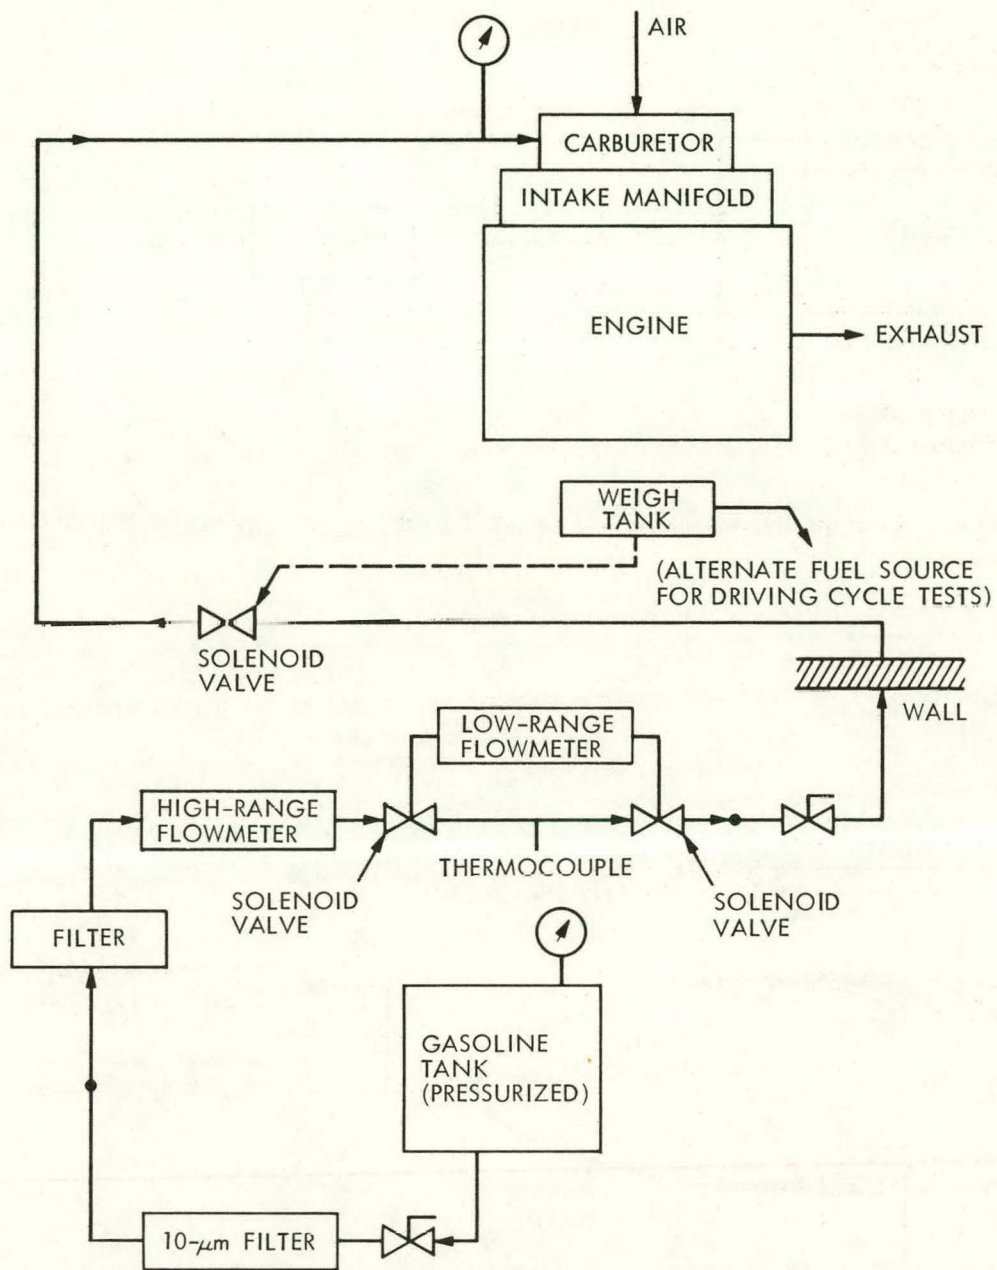 AIR
CARBURETOR
INTAKE MANIFOLD
ENGINE
EXHAUST
WEIGH
TANK
(ALTERNATE FUEL SOURCE
FOR DRIVING CYCLE TESTS)
SOLENOID
VALVE
WALL
LOW-RANGE
FLOWMETER
HIGH-RANGE
FLOWMETER
THERMOCOUPLE
SOLENOID
VALVE
SOLENOID
VALVE
FILTER
GASOLINE
TANK
(PRESSURIZED)
10-μm FILTER